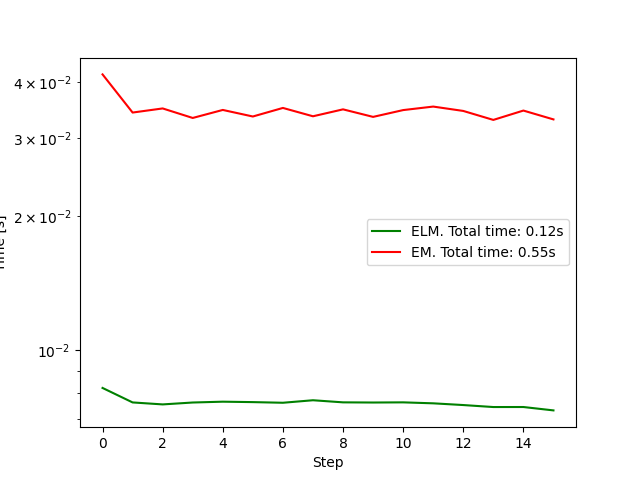 4 × 10⁻²
3 × 10⁻²
2 × 10⁻²
10⁻²
Time [s]
ELM. Total time: 0.12s
EM. Total time: 0.55s
0 2 4 6 8 10 12 14
Step